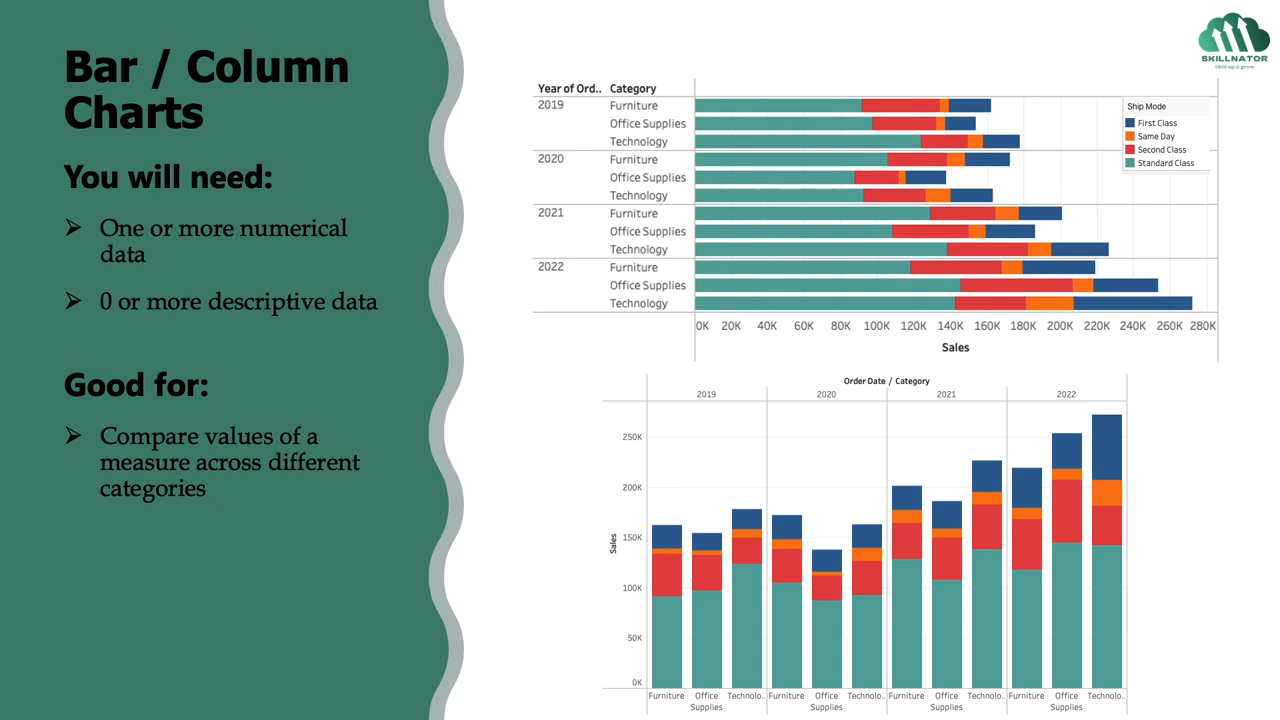 Bar / Column
Charts
You will need:
➢ One or more numerical
data
➢ 0 or more descriptive data
Good for:
➢ Compare values of a
measure across different
categories
SKILLNATOR
Skill up & grow
Year of Ord.. Category
2019 Furniture
Office Supplies
Technology
2020 Furniture
Office Supplies
Technology
2021 Furniture
Office Supplies
Technology
2022 Furniture
Office Supplies
Technology
Ship Mode
First Class
Same Day
Second Class
Standard Class
0K 20K 40K 60K 80K 100K 120K 140K 160K 180K 200K 220K 240K 260K 280K
Sales
Order Date / Category
2019 2020 2021 2022
250K
200K
150K
100K
50K
0K
Sales
Furniture Office Technolo.. Furniture Office Technolo.. Furniture Office Technolo.. Furniture Office Technolo..
Supplies Supplies Supplies Supplies